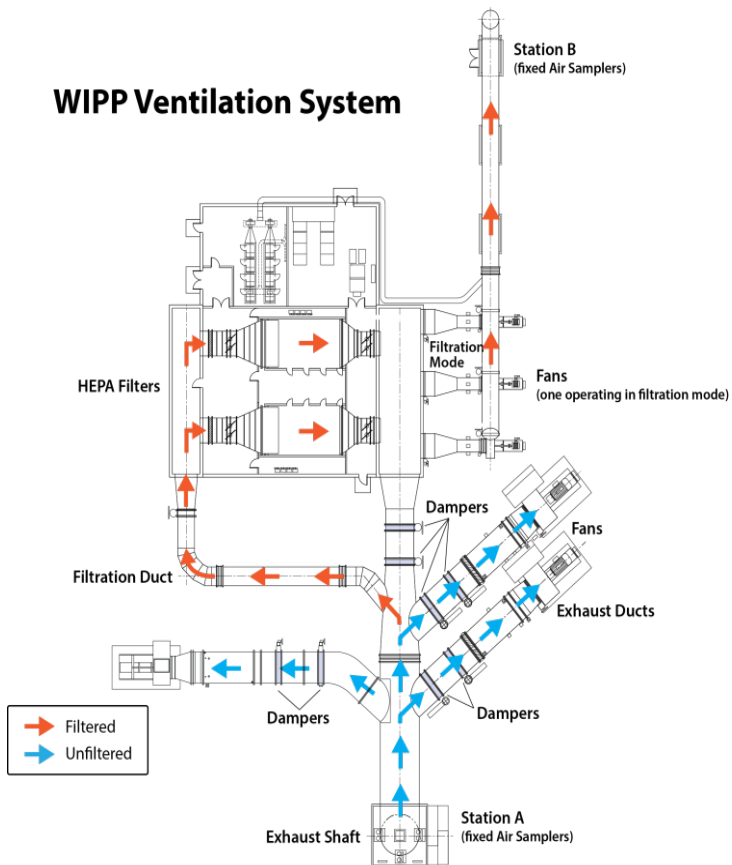 Station B
(fixed Air Samplers)
WIPP Ventilation System
Filtration
Mode
HEPA Filters
Fans
(one operating in filtration mode)
Dampers
Fans
Filtration Duct
Exhaust Ducts
Dampers
Dampers
Filtered
Unfiltered
Exhaust Shaft
Station A
(fixed Air Samplers)